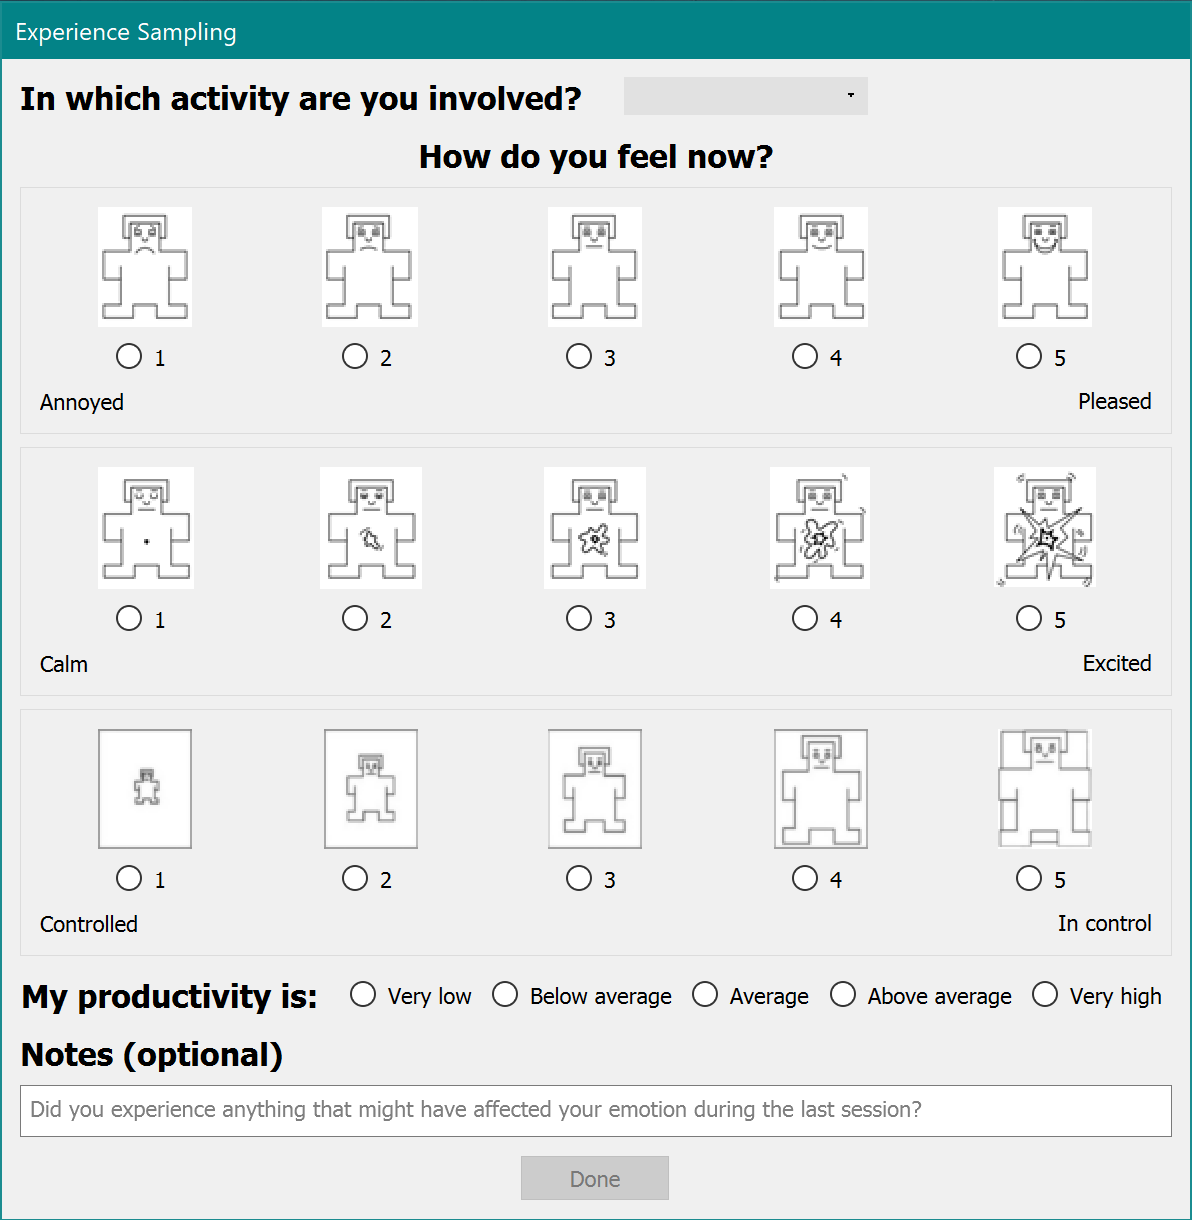 Experience Sampling
In which activity are you involved?
How do you feel now?
1 2 3 4 5
Annoyed Pleased
1 2 3 4 5
Calm Excited
1 2 3 4 5
Controlled In control
My productivity is: Very low Below average Average Above average Very high
Notes (optional)
Did you experience anything that might have affected your emotion during the last session?
Done